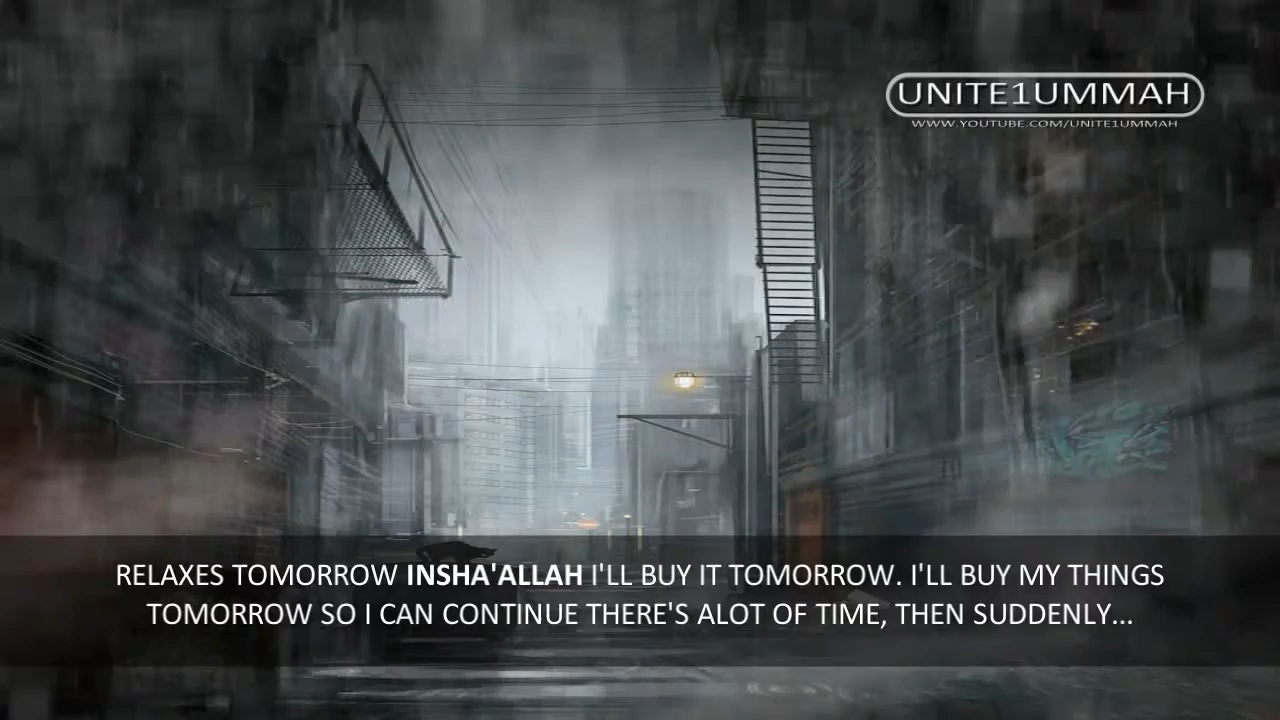 UNITE1UMMAH
WWW.YOUTUBE.COM/UNITE1UMMAH
RELAXES TOMORROW INSHA'ALLAH I'LL BUY IT TOMORROW. I'LL BUY MY THINGS
TOMORROW SO I CAN CONTINUE THERE'S ALOT OF TIME, THEN SUDDENLY...